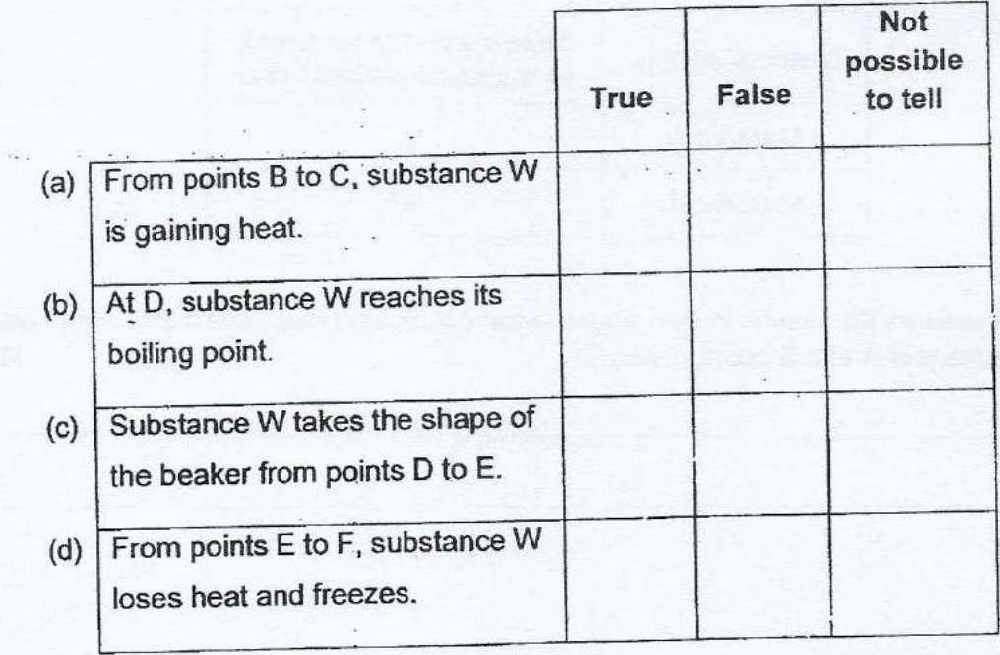 Not
possible
True False to tell
(a) From points B to C, substance W
is gaining heat.
(b) At D, substance W reaches its
boiling point.
(c) Substance W takes the shape of
the beaker from points D to E.
(d) From points E to F, substance W
loses heat and freezes.